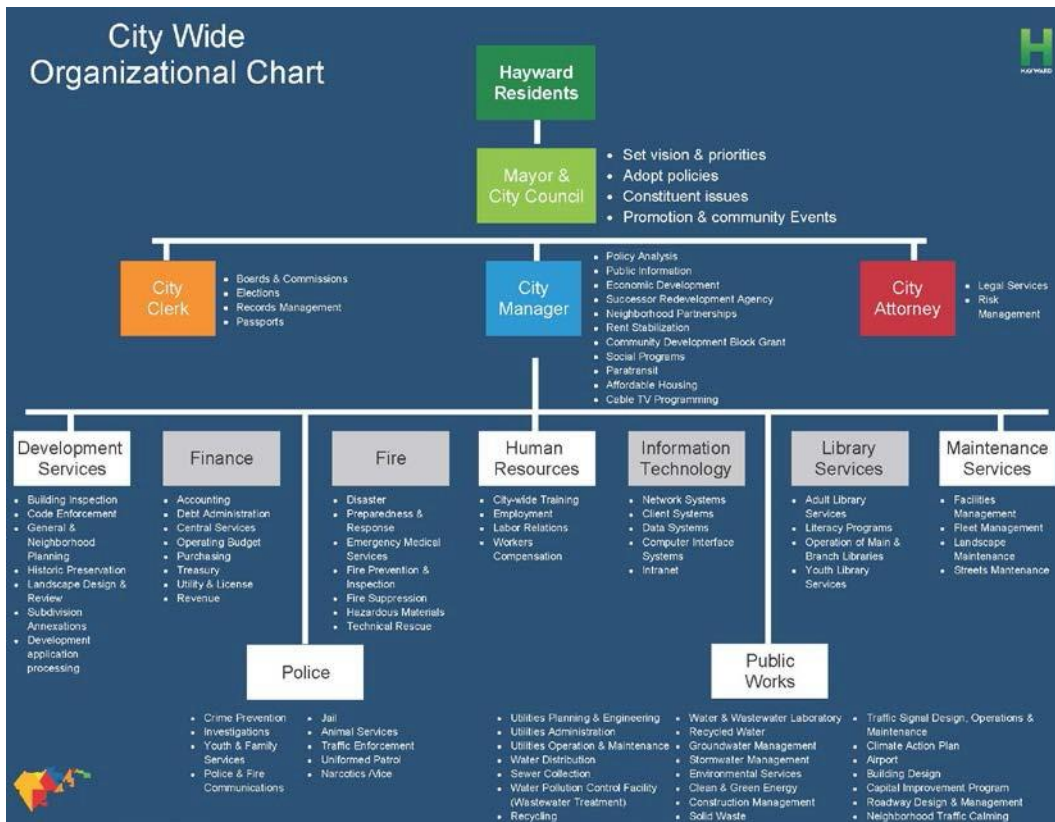 City Wide
Organizational Chart
H
HAYWARD
Hayward
Residents
Mayor &
City Council
• Set vision & priorities
• Adopt policies
• Constituent issues
• Promotion & community Events
City
Clerk
• Boards & Commissions
• Elections
• Records Management
• Passports
City
Manager
• Policy Analysis
• Public Information
• Economic Development
• Successor Redevelopment Agency
• Neighborhood Partnerships
• Rent Stabilization
• Community Development Block Grant
• Social Programs
• Paratransit
• Affordable Housing
• Cable TV Programming
City
Attorney
• Legal Services
• Risk
Management
Development
Services
• Building Inspection
• Code Enforcement
• General &
Neighborhood
Planning
• Historic Preservation
• Landscape Design &
Review
• Subdivision
Annexations
• Development
application
processing
Finance
• Accounting
• Debt Administration
• Central Services
• Operating Budget
• Purchasing
• Treasury
• Utility & License
• Revenue
Fire
• Disaster
• Preparedness &
Response
• Emergency Medical
Services
• Fire Prevention &
Inspection
• Fire Suppression
• Hazardous Materials
• Technical Rescue
Human
Resources
• City-wide Training
• Employment
• Labor Relations
• Workers
Compensation
Information
Technology
• Network Systems
• Client Systems
• Data Systems
• Computer Interface
Systems
• Intranet
Library
Services
• Adult Library
Services
• Literacy Programs
• Operation of Main &
Branch Libraries
• Youth Library
Services
Maintenance
Services
• Facilities
Management
• Fleet Management
• Landscape
Maintenance
• Streets Mantenance
Police
• Crime Prevention
• Investigations
• Youth & Family
Services
• Police & Fire
Communications
• Jail
• Animal Services
• Traffic Enforcement
• Uniformed Patrol
• Narcotics /Vice
Public
Works
• Utilities Planning & Engineering
• Utilities Administration
• Utilities Operation & Maintenance
• Water Distribution
• Sewer Collection
• Water Pollution Control Facility
(Wastewater Treatment)
• Recycling
• Water & Wastewater Laboratory
• Recycled Water
• Groundwater Management
• Stormwater Management
• Environmental Services
• Clean & Green Energy
• Construction Management
• Solid Waste
• Traffic Signal Design, Operations &
Maintenance
• Climate Action Plan
• Airport
• Building Design
• Capital Improvement Program
• Roadway Design & Management
• Neighborhood Traffic Calming